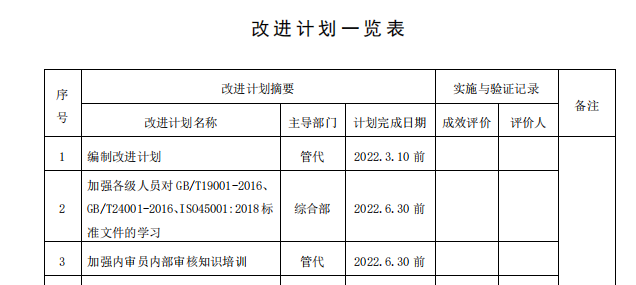 改进计划一览表
序号 改进计划摘要 实施与验证记录 备注
改进计划名称 主导部门 计划完成日期 成效评价 评价人
1 编制改进计划 管代 2022.3.10 前
2 加强各级人员对 GB/T19001-2016、
GB/T24001-2016、ISO45001:2018 标 综合部 2022.6.30 前
准文件的学习
3 加强内审员内部审核知识培训 管代 2022.6.30 前